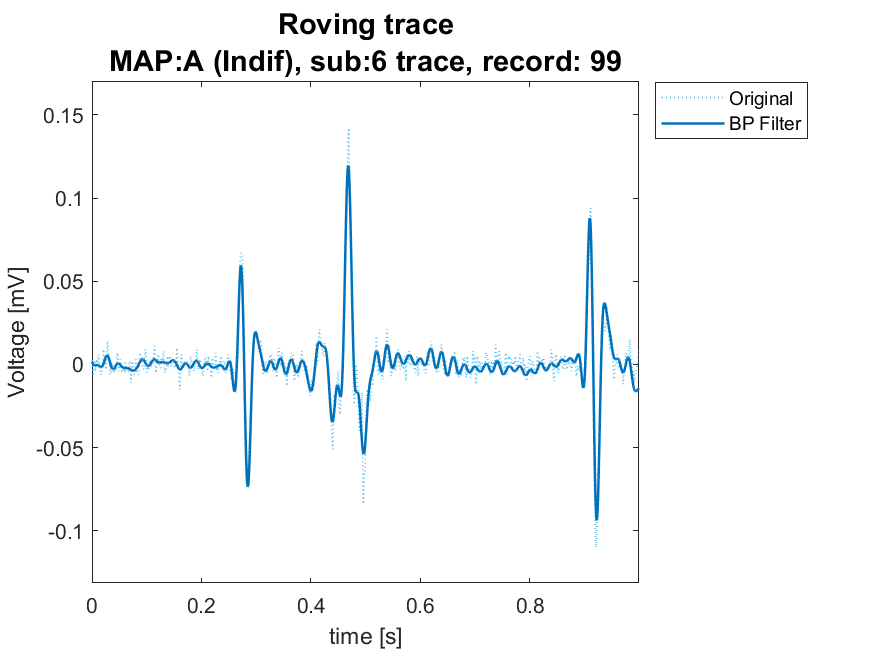 Roving trace
MAP:A (Indif), sub:6 trace, record: 99
Original
BP Filter
0.15
0.1
0.05
0
-0.05
-0.1
Voltage [mV]
0 0.2 0.4 0.6 0.8
time [s]